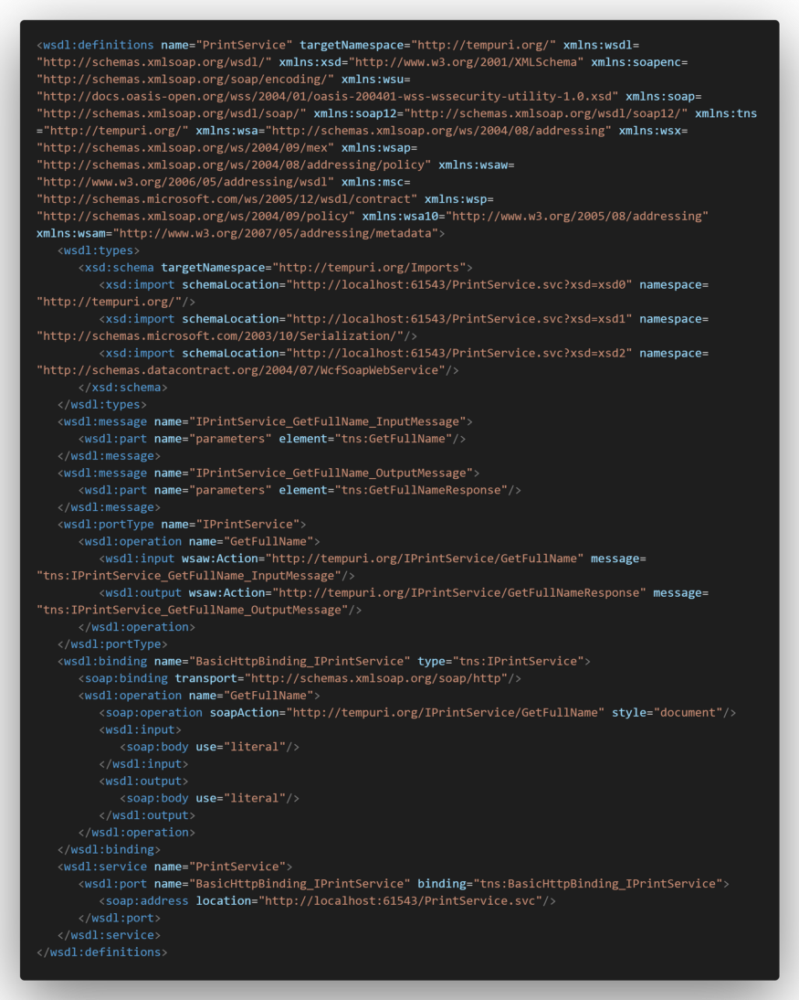 <wsdl:definitions name="PrintService" targetNamespace="http://tempuri.org/" xmlns:wsdl=
"http://schemas.xmlsoap.org/wsdl/" xmlns:xsd="http://www.w3.org/2001/XMLSchema" xmlns:soapenc=
"http://schemas.xmlsoap.org/soap/encoding/" xmlns:wsu=
"http://docs.oasis-open.org/wss/2004/01/oasis-200401-wss-wssecurity-utility-1.0.xsd" xmlns:soap=
"http://schemas.xmlsoap.org/wsdl/soap/" xmlns:soap12="http://schemas.xmlsoap.org/wsdl/soap12/" xmlns:tns
="http://tempuri.org/" xmlns:wsa="http://schemas.xmlsoap.org/ws/2004/08/addressing" xmlns:wsx=
"http://schemas.xmlsoap.org/ws/2004/09/mex" xmlns:wsap=
"http://schemas.xmlsoap.org/ws/2004/08/addressing/policy" xmlns:wsaw=
"http://www.w3.org/2006/05/addressing/wsdl" xmlns:msc=
"http://schemas.microsoft.com/ws/2005/12/wsdl/contract" xmlns:wsp=
"http://schemas.xmlsoap.org/ws/2004/09/policy" xmlns:wsa10="http://www.w3.org/2005/08/addressing"
xmlns:wsam="http://www.w3.org/2007/05/addressing/metadata">
   <wsdl:types>
      <xsd:schema targetNamespace="http://tempuri.org/Imports">
         <xsd:import schemaLocation="http://localhost:61543/PrintService.svc?xsd=xsd0" namespace=
"http://tempuri.org/"/>
         <xsd:import schemaLocation="http://localhost:61543/PrintService.svc?xsd=xsd1" namespace=
"http://schemas.microsoft.com/2003/10/Serialization/"/>
         <xsd:import schemaLocation="http://localhost:61543/PrintService.svc?xsd=xsd2" namespace=
"http://schemas.datacontract.org/2004/07/WcfSoapWebService"/>
      </xsd:schema>
   </wsdl:types>
   <wsdl:message name="IPrintService_GetFullName_InputMessage">
      <wsdl:part name="parameters" element="tns:GetFullName"/>
   </wsdl:message>
   <wsdl:message name="IPrintService_GetFullName_OutputMessage">
      <wsdl:part name="parameters" element="tns:GetFullNameResponse"/>
   </wsdl:message>
   <wsdl:portType name="IPrintService">
      <wsdl:operation name="GetFullName">
         <wsdl:input wsaw:Action="http://tempuri.org/IPrintService/GetFullName" message=
"tns:IPrintService_GetFullName_InputMessage"/>
         <wsdl:output wsaw:Action="http://tempuri.org/IPrintService/GetFullNameResponse" message=
"tns:IPrintService_GetFullName_OutputMessage"/>
      </wsdl:operation>
   </wsdl:portType>
   <wsdl:binding name="BasicHttpBinding_IPrintService" type="tns:IPrintService">
      <soap:binding transport="http://schemas.xmlsoap.org/soap/http"/>
      <wsdl:operation name="GetFullName">
         <soap:operation soapAction="http://tempuri.org/IPrintService/GetFullName" style="document"/>
         <wsdl:input>
            <soap:body use="literal"/>
         </wsdl:input>
         <wsdl:output>
            <soap:body use="literal"/>
         </wsdl:output>
      </wsdl:operation>
   </wsdl:binding>
   <wsdl:service name="PrintService">
      <wsdl:port name="BasicHttpBinding_IPrintService" binding="tns:BasicHttpBinding_IPrintService">
         <soap:address location="http://localhost:61543/PrintService.svc"/>
      </wsdl:port>
   </wsdl:service>
</wsdl:definitions>